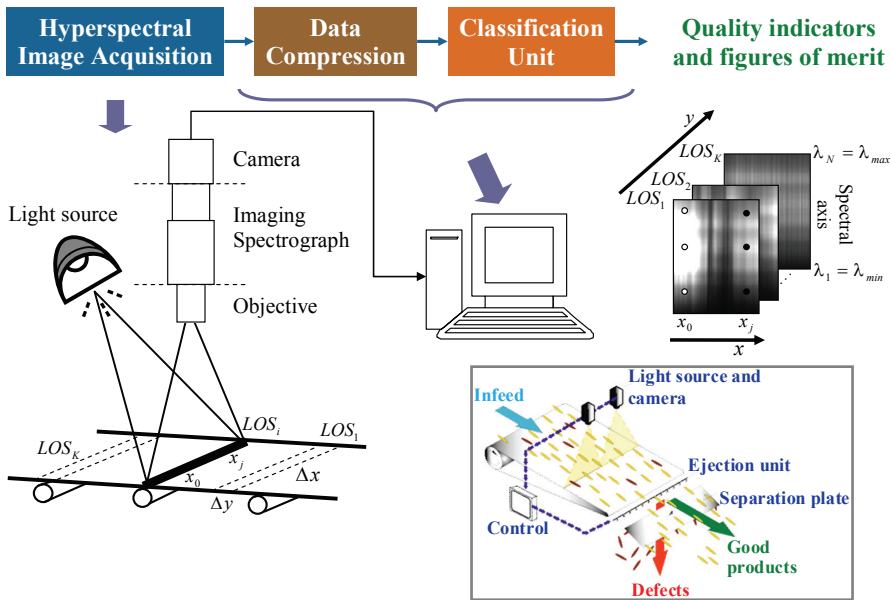 Hyperspectral
Image Acquisition
Data
Compression
Classification
Unit
Quality indicators
and figures of merit
Camera
Imaging
Spectrograph
Objective
Light source
LOS_K
LOS_i
LOS_1
x_j
x_0
Δx
Δy
y
LOS_K
LOS_2
LOS_1
λ_N = λ_max
Spectral
axis
λ_1 = λ_min
x_0
x_j
x
Infeed
Light source and
camera
Ejection unit
Separation plate
Control
Good
products
Defects